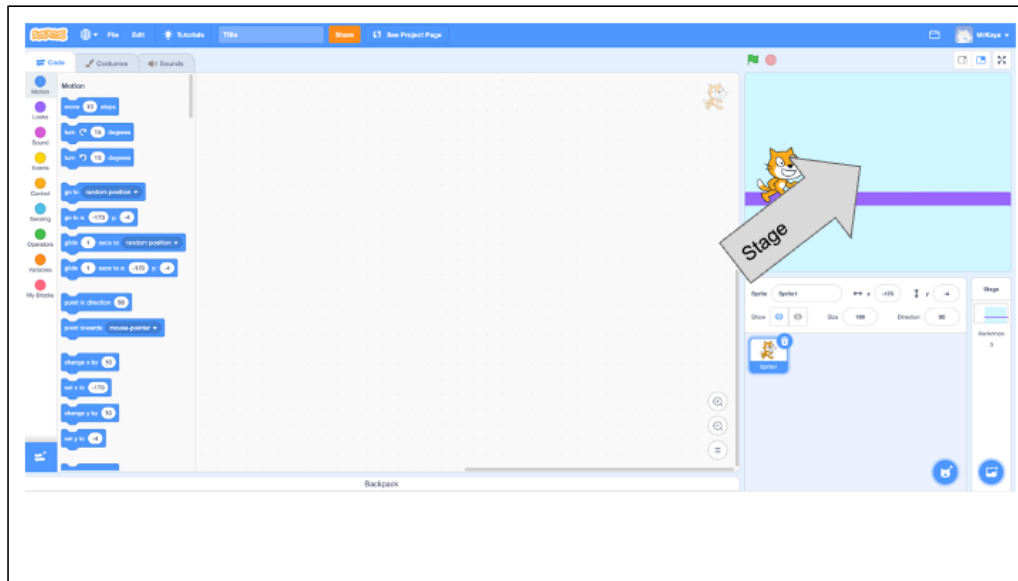 SCRATCH
File Edit Tutorials Title Share See Project Page MrKaya
Code Costumes Sounds
Motion
Looks
Sound
Events
Control
Sensing
Operators
Variables
My Blocks
Motion
move 10 steps
turn 15 degrees
turn 15 degrees
go to random position
go to x: -173 y: -4
glide 1 secs to random position
glide 1 secs to x: -173 y: -4
point in direction 90
point towards mouse-pointer
change x by 10
set x to -173
change y by 10
set y to -4
Backpack
Stage
Sprite Sprite1 x -173 y -4
Show Size 100 Direction 90
Sprite1
Stage
Backdrops
3